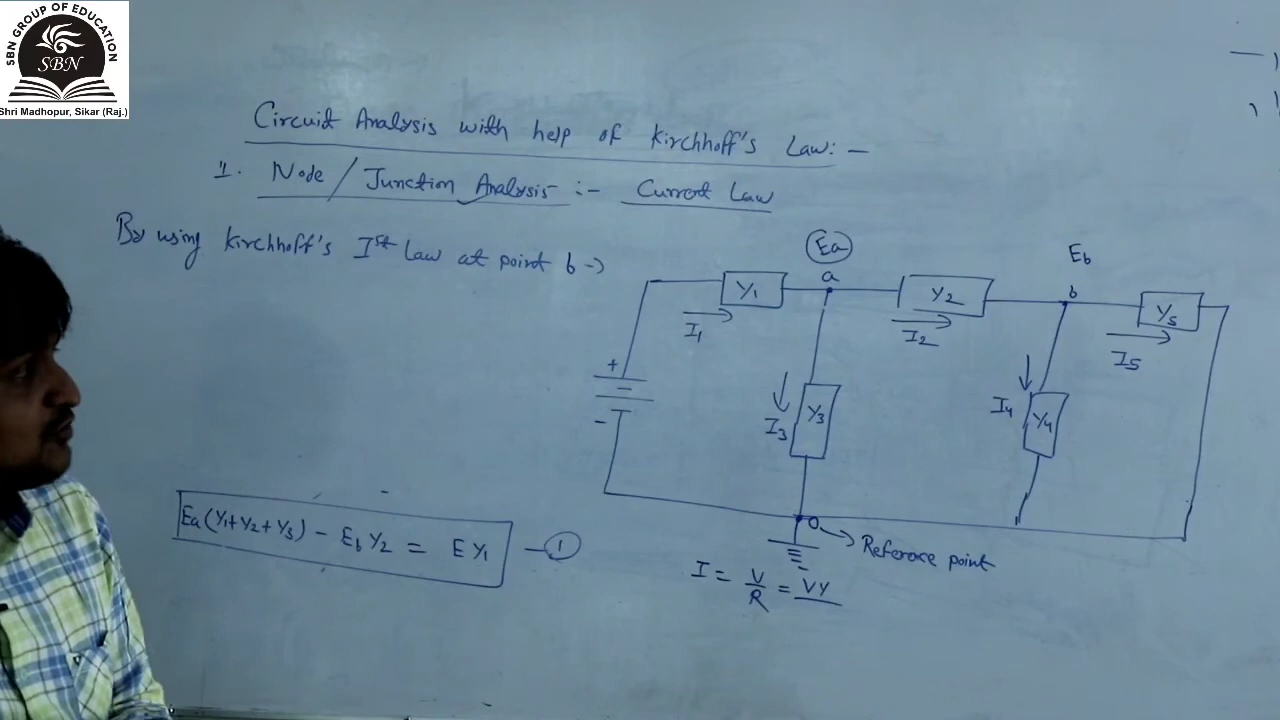 SBN GROUP OF EDUCATION
SBN
Shri Madhopur, Sikar (Raj.)
Circuit Analysis with help of Kirchhoff's Law:-
1. Node / Junction Analysis :- Current Law
By using Kirchhoff's Ist Law at point b →
Ea
a
Eb
b
Y1
Y2
Y5
I1
I2
I5
+
-
I3
Y3
I4
Y4
o → Reference point
Ea (Y1+Y2+Y3) - Eb Y2 = E Y1 — 1
I = V/R = VY